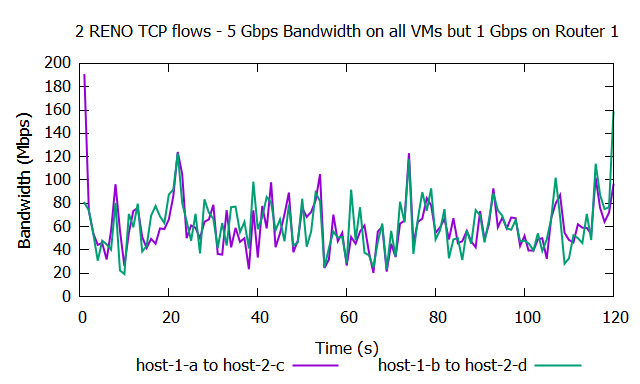 2 RENO TCP flows - 5 Gbps Bandwidth on all VMs but 1 Gbps on Router 1
200
180
160
140
120
100
80
60
40
20
0
Bandwidth (Mbps)
0 20 40 60 80 100 120
Time (s)
host-1-a to host-2-c host-1-b to host-2-d